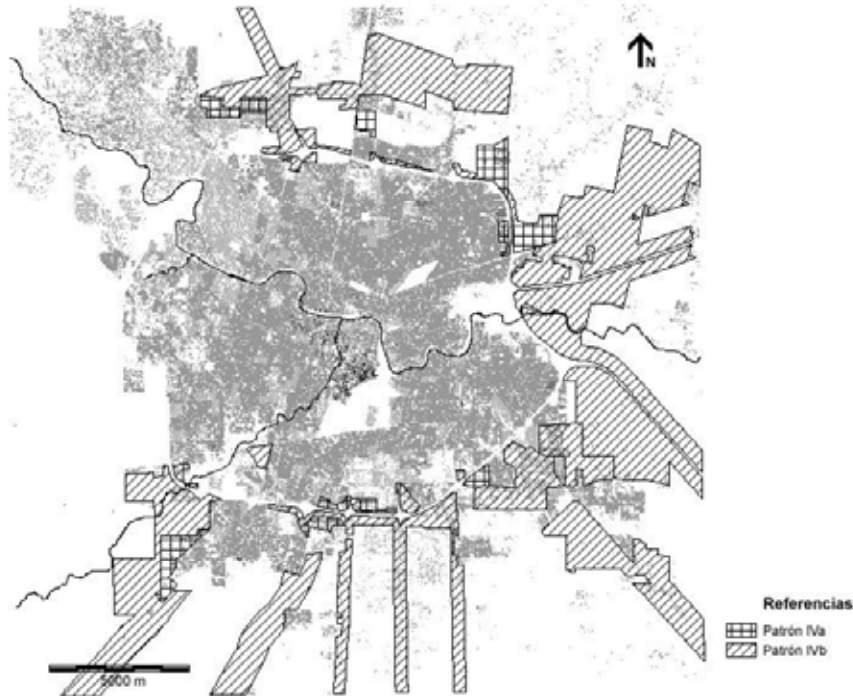 N
Referencias
Patrón IVa
Patrón IVb
5000 m